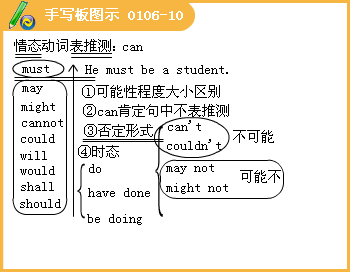 手写板图示 0106-10
情态动词表推测：can
must He must be a student.
may ①可能性程度大小区别
might ②can肯定句中不表推测
cannot ③否定形式 can't 不可能
could couldn't
will ④时态
would do may not 可能不
shall have done might not
should be doing